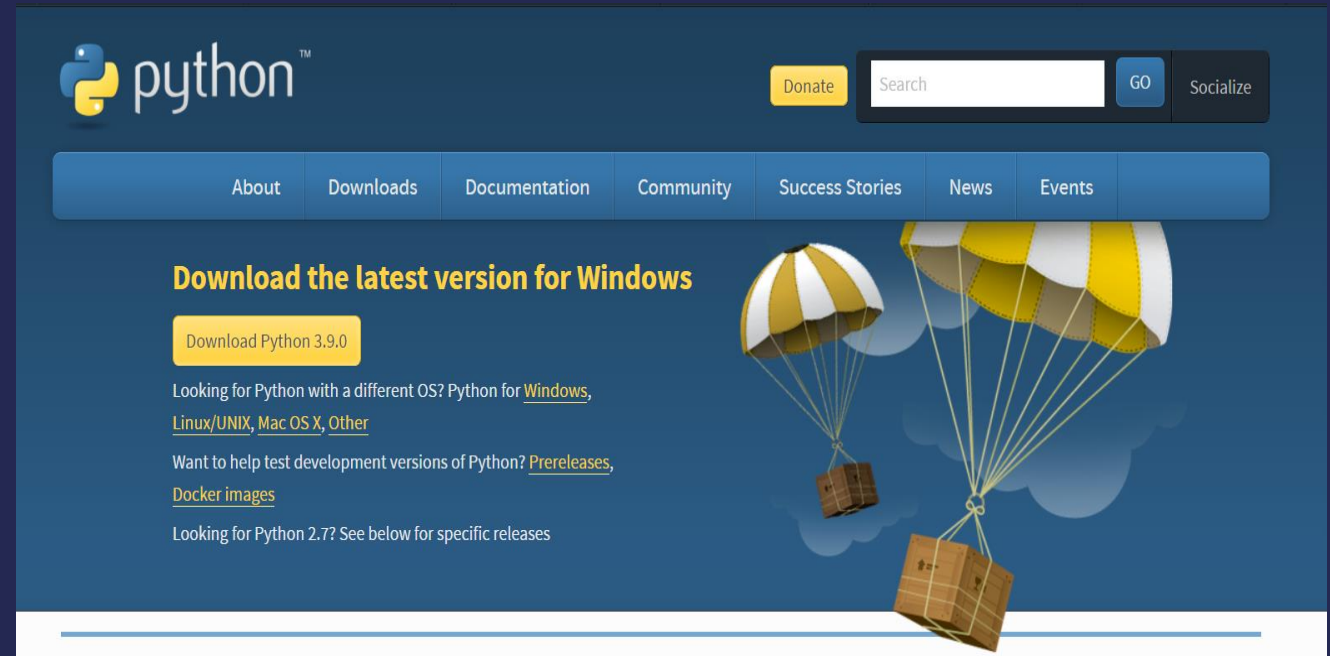 python™
Donate
Search
GO
Socialize
About
Downloads
Documentation
Community
Success Stories
News
Events
Download the latest version for Windows
Download Python 3.9.0
Looking for Python with a different OS? Python for Windows,
Linux/UNIX, Mac OS X, Other
Want to help test development versions of Python? Prereleases,
Docker images
Looking for Python 2.7? See below for specific releases